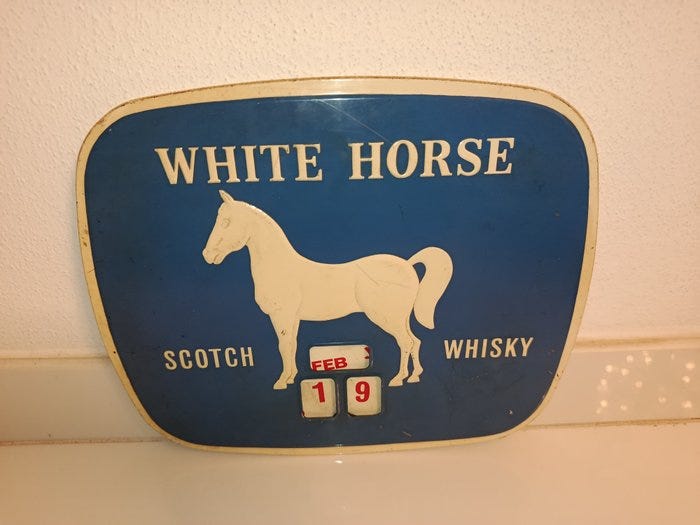 WHITE HORSE
SCOTCH WHISKY
FEB
1 9